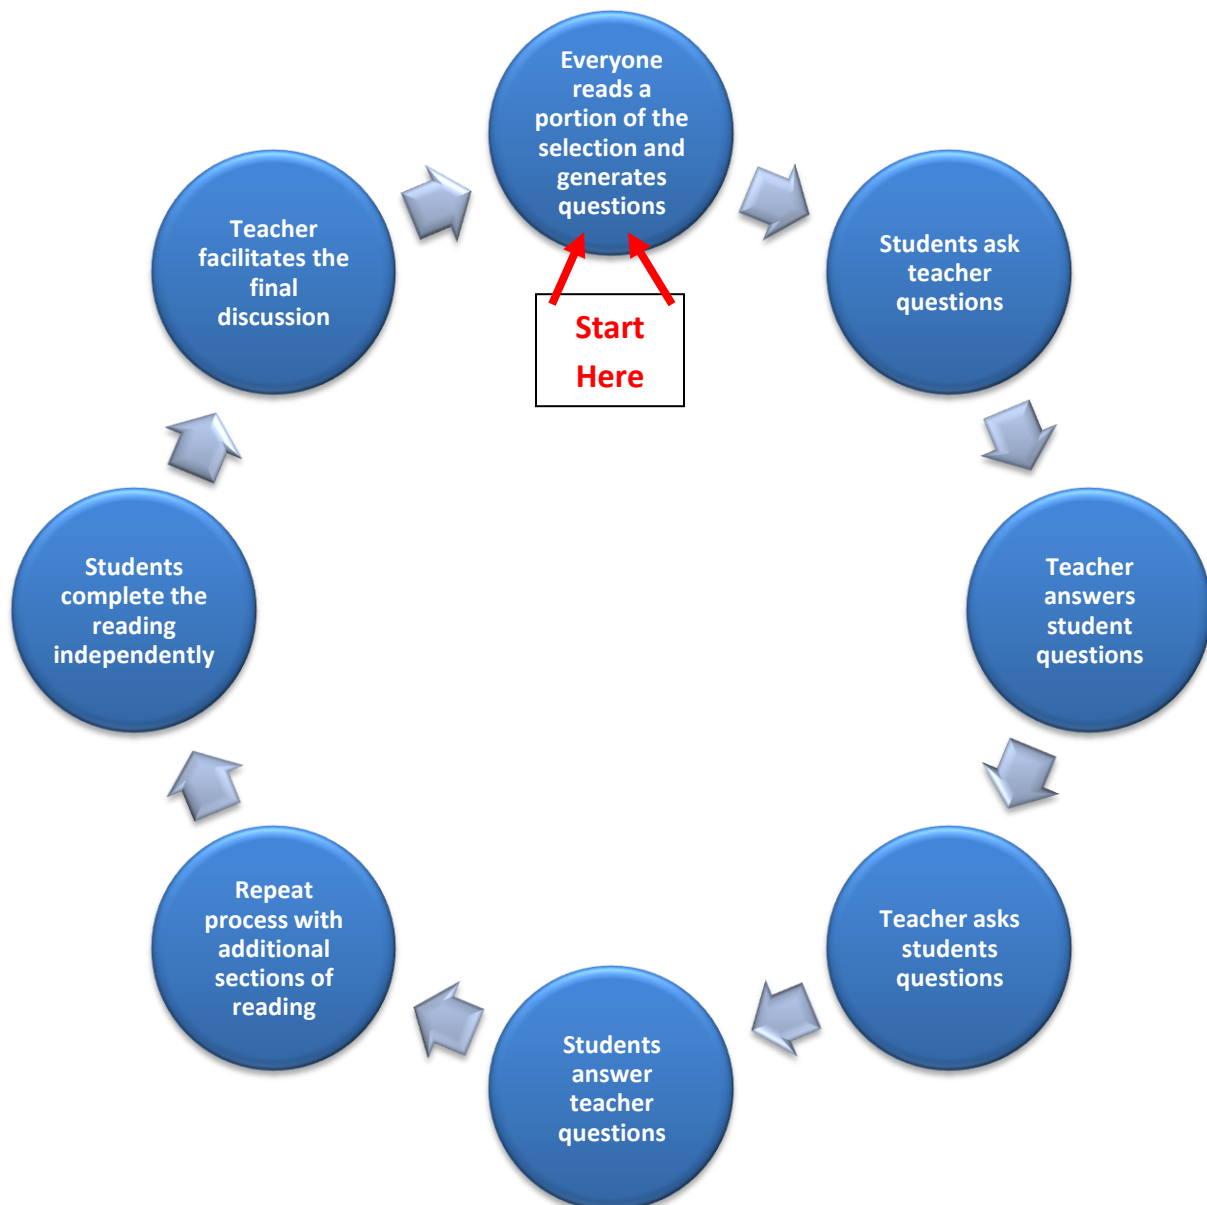 Everyone
reads a
portion of the
selection and
generates
questions
Start
Here
Students ask
teacher
questions
Teacher
answers
student
questions
Teacher asks
students
questions
Students
answer
teacher
questions
Repeat
process with
additional
sections of
reading
Students
complete the
reading
independently
Teacher
facilitates the
final
discussion